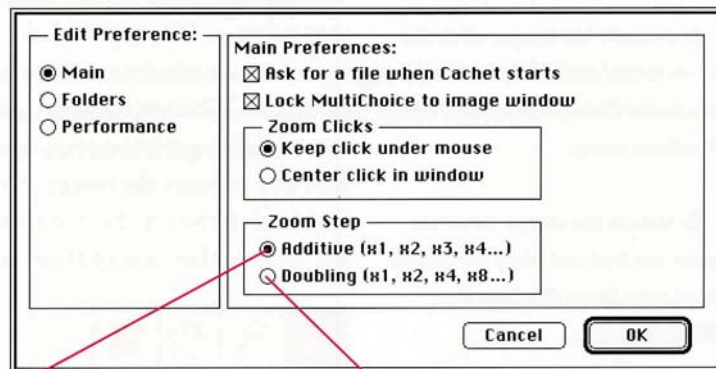 Edit Preference:
Main
Folders
Performance
Main Preferences:
Ask for a file when Cachet starts
Lock MultiChoice to image window
Zoom Clicks
Keep click under mouse
Center click in window
Zoom Step
Additive (x1, x2, x3, x4...)
Doubling (x1, x2, x4, x8...)
Cancel
OK